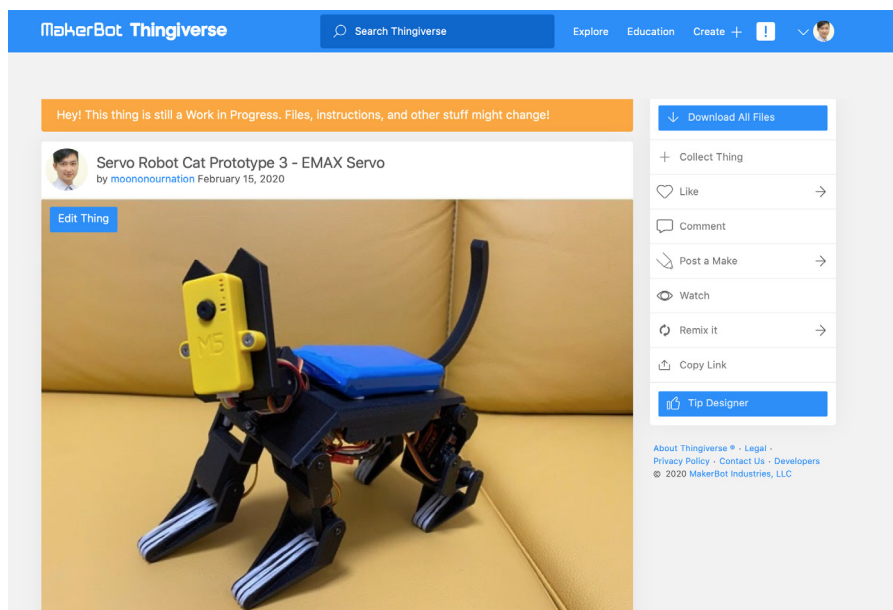 MakerBot Thingiverse
Search Thingiverse
Explore
Education
Create +
!
Hey! This thing is still a Work in Progress. Files, instructions, and other stuff might change!
Servo Robot Cat Prototype 3 - EMAX Servo
by moononournation February 15, 2020
Edit Thing
M5
Download All Files
Collect Thing
Like
Comment
Post a Make
Watch
Remix it
Copy Link
Tip Designer
About Thingiverse ® · Legal ·
Privacy Policy · Contact Us · Developers
© 2020 MakerBot Industries, LLC